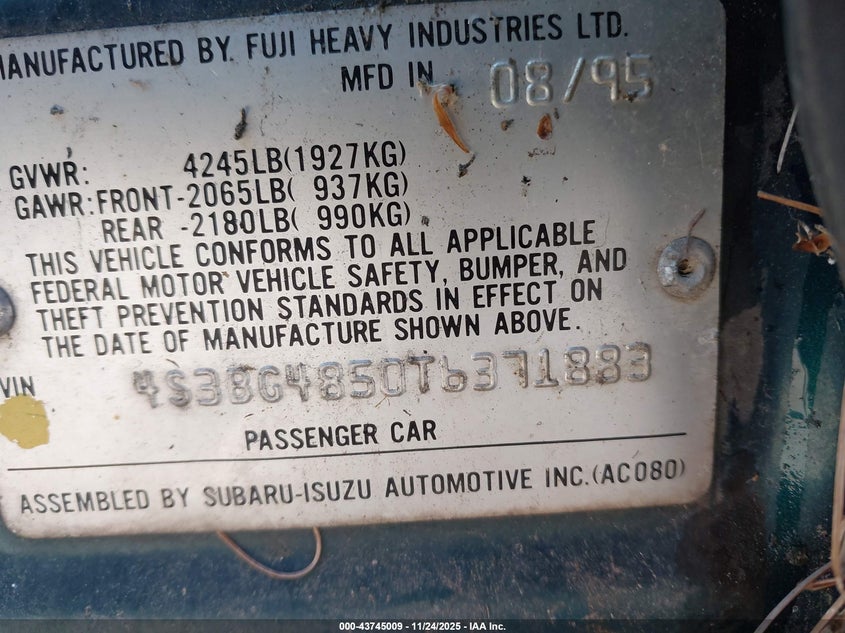 MANUFACTURED BY FUJI HEAVY INDUSTRIES LTD.
MFD IN 08/95
GVWR: 4245LB(1927KG)
GAWR:FRONT-2065LB( 937KG)
REAR -2180LB( 990KG)
THIS VEHICLE CONFORMS TO ALL APPLICABLE
FEDERAL MOTOR VEHICLE SAFETY, BUMPER, AND
THEFT PREVENTION STANDARDS IN EFFECT ON
THE DATE OF MANUFACTURE SHOWN ABOVE.
VIN 4S3BG4850T6371883
PASSENGER CAR
ASSEMBLED BY SUBARU-ISUZU AUTOMOTIVE INC.(AC080)
000-43745009 - 11/24/2025 - IAA Inc.